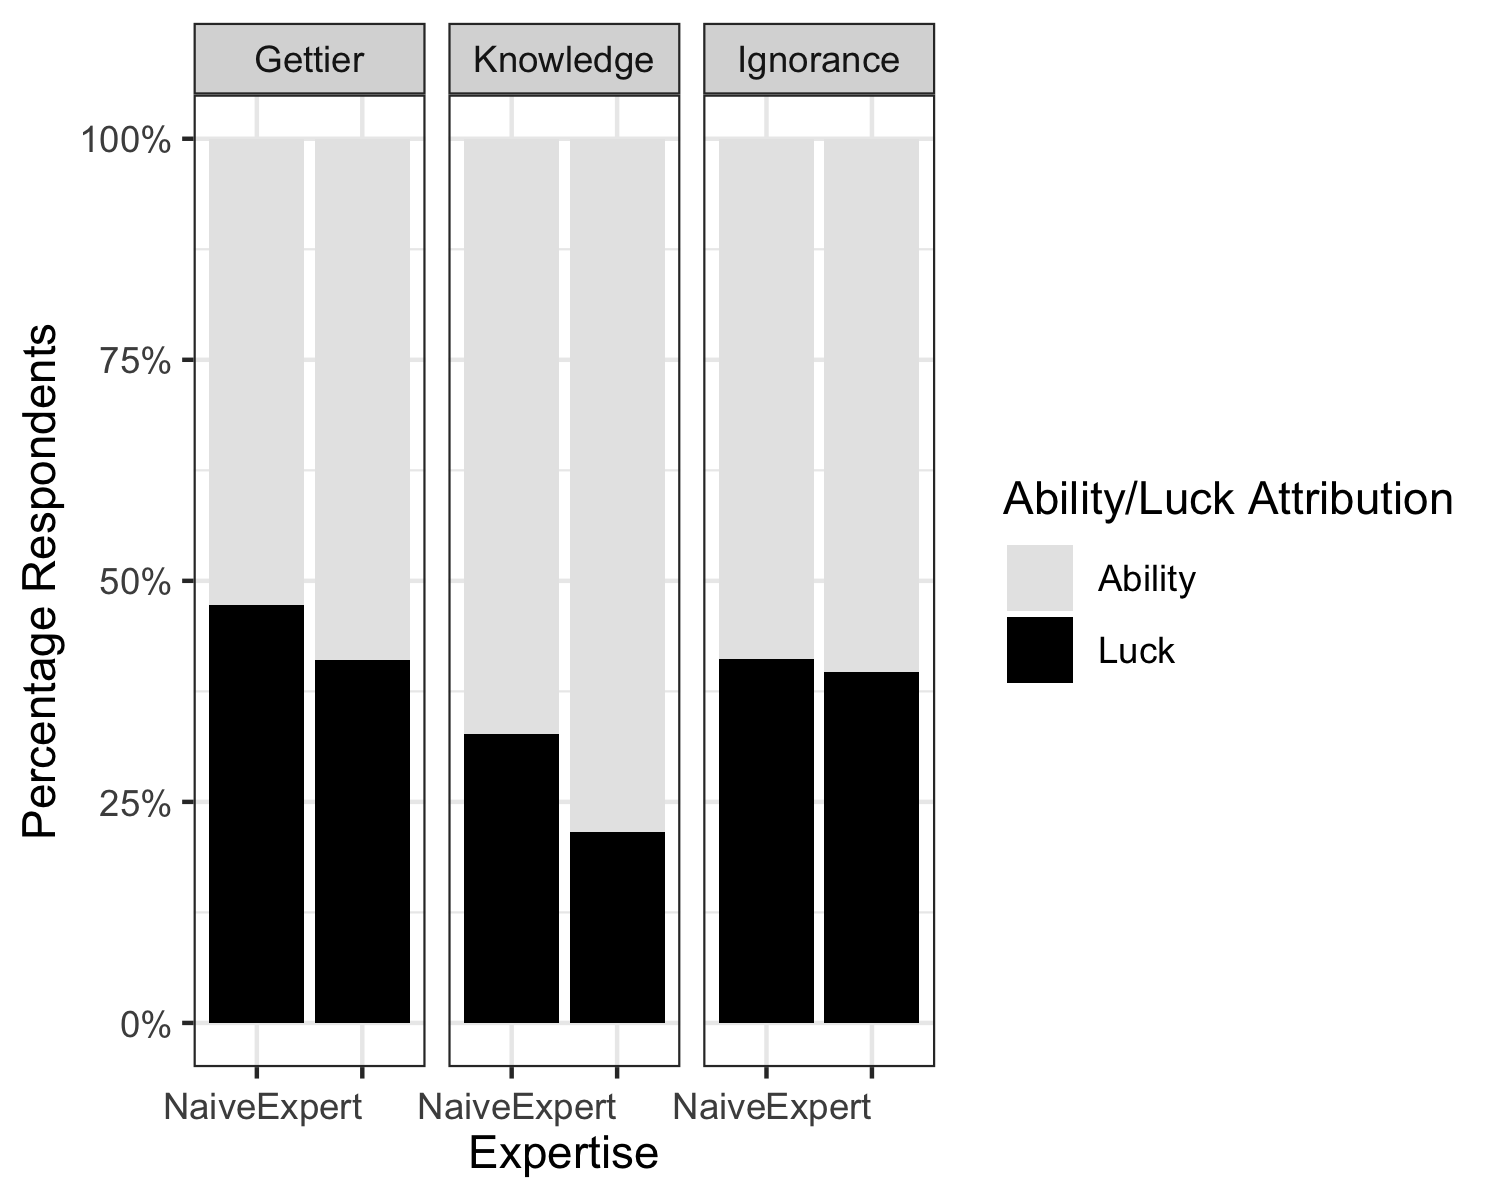 Gettier Knowledge Ignorance
100%
75%
50%
25%
0%
Percentage Respondents
NaiveExpert NaiveExpert NaiveExpert
Expertise
Ability/Luck Attribution
Ability
Luck